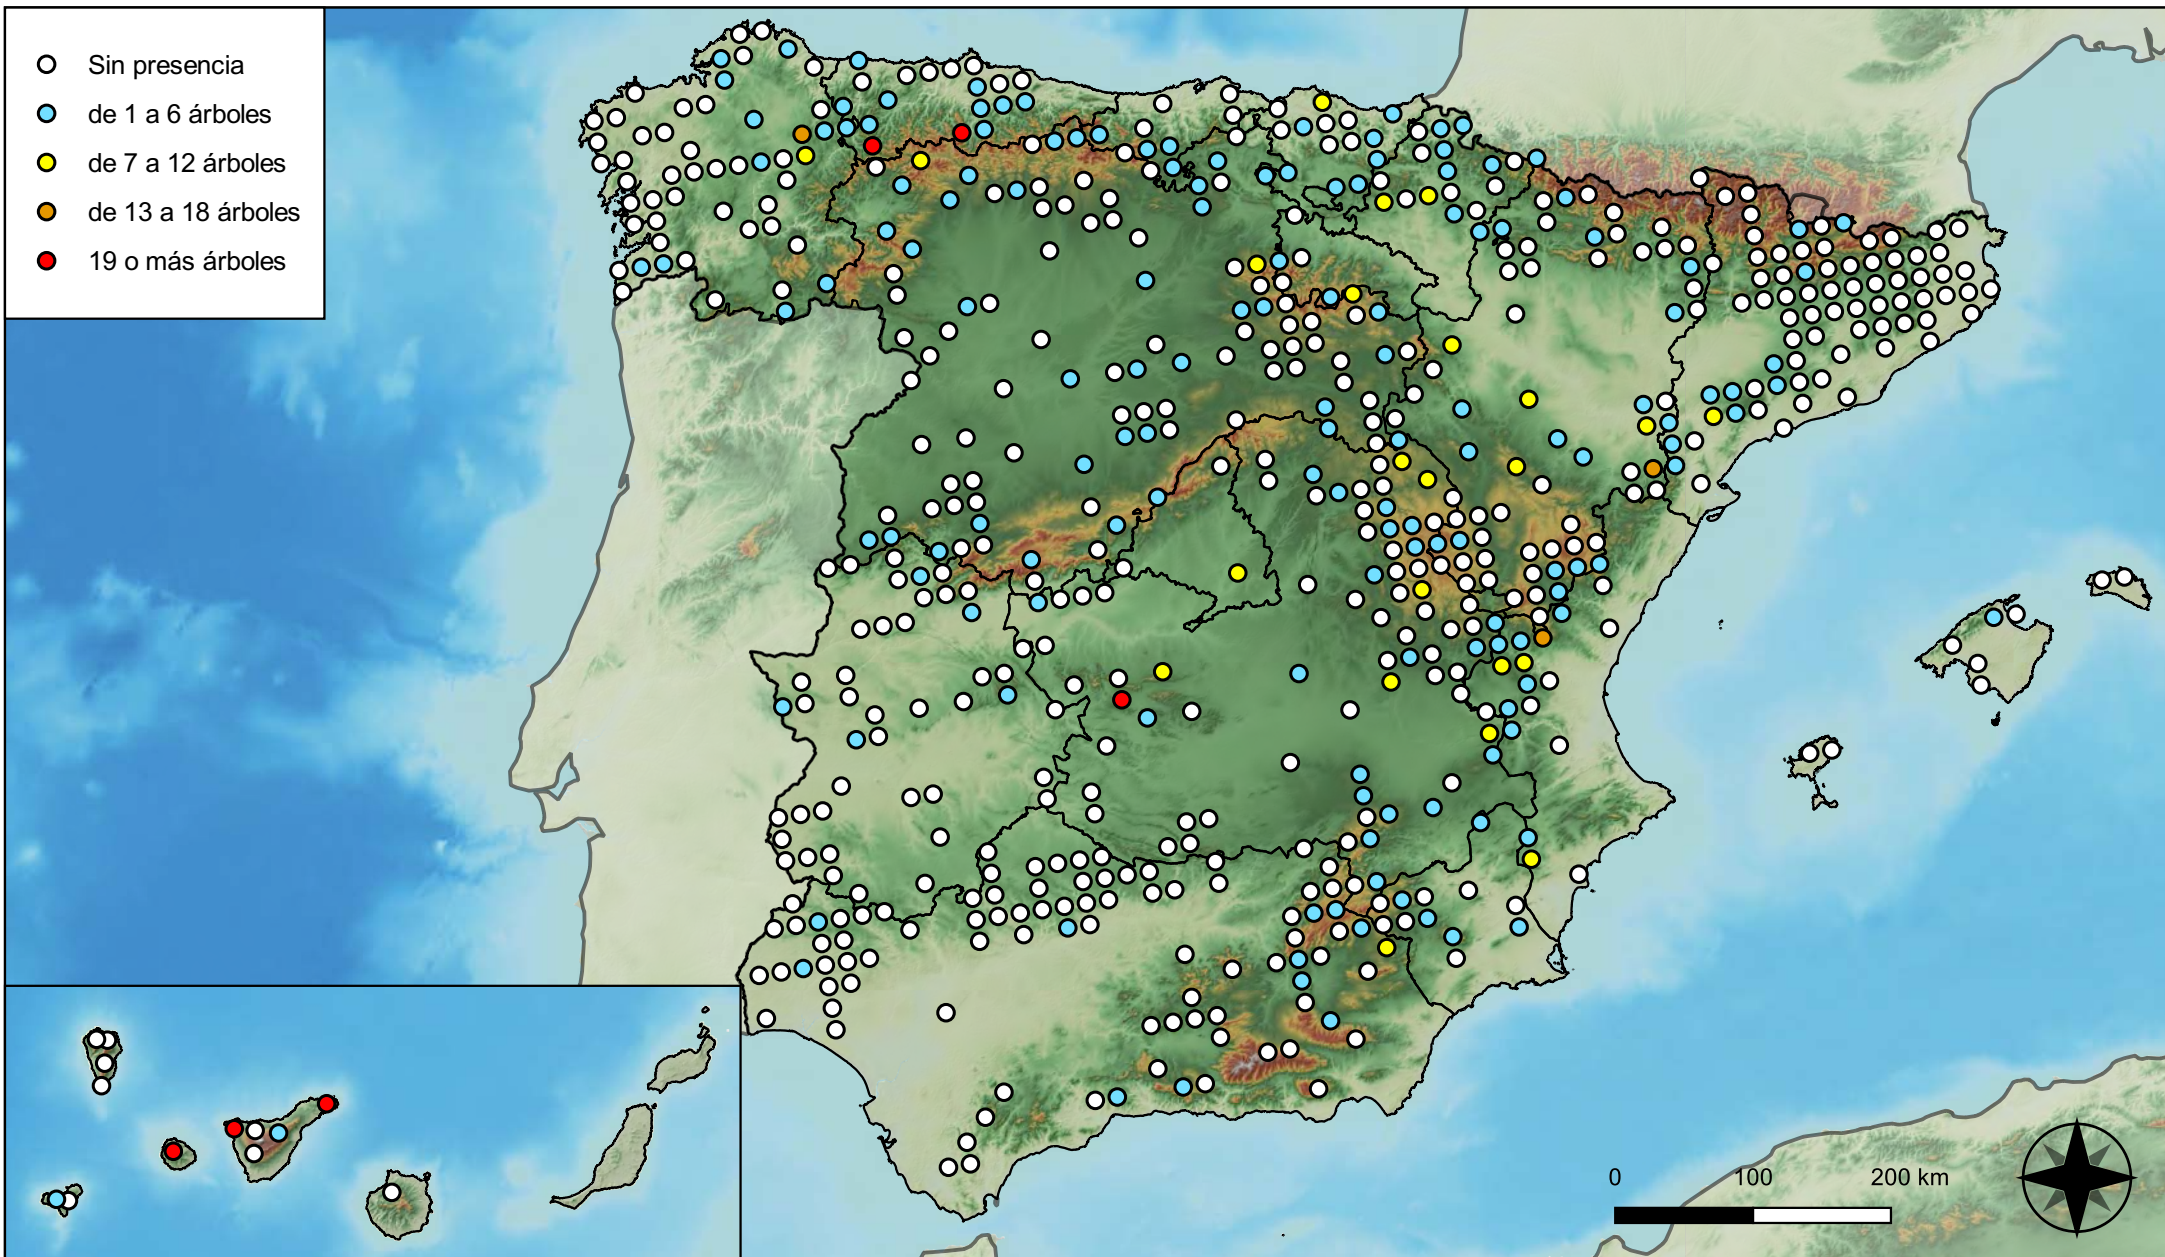 Sin presencia
de 1 a 6 árboles
de 7 a 12 árboles
de 13 a 18 árboles
19 o más árboles
0 100 200 km